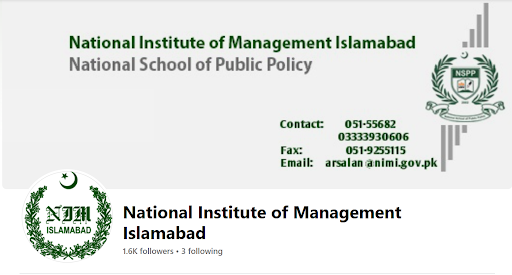 National Institute of Management Islamabad
National School of Public Policy
NSPP
Contact: 051-55682
03333930606
Fax: 051-9255115
Email: arsalan@nimi.gov.pk
NIM
ISLAMABAD
National Institute of Management
Islamabad
1.6K followers • 3 following